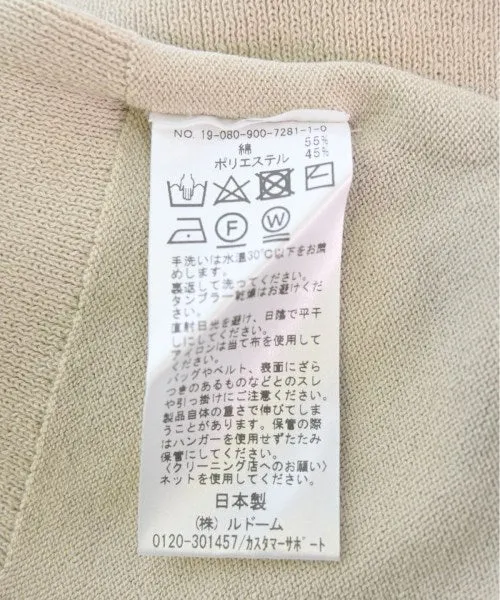 NO. 19-080-900-7281-1-6
綿 55%
ポリエステル 45%
F W
手洗いは水温30℃以下をお薦
めします。
裏返して洗ってください。
タンブラー乾燥はお避けくだ
さい。
直射日光を避け、日陰で平干
しにしてください。
アイロンは当て布を使用して
ください。
バッグやベルト、表面にざら
つきのあるものなどとのスレ
や引っ掛けにご注意ください。
製品自体の重さで伸びてしま
うことがあります。保管の際
はハンガーを使用せずたたみ
保管にしてください。
〈クリーニング店へのお願い〉
ネットを使用してください。
日本製
(株) ルドーム
0120-301457/カスタマーサポート